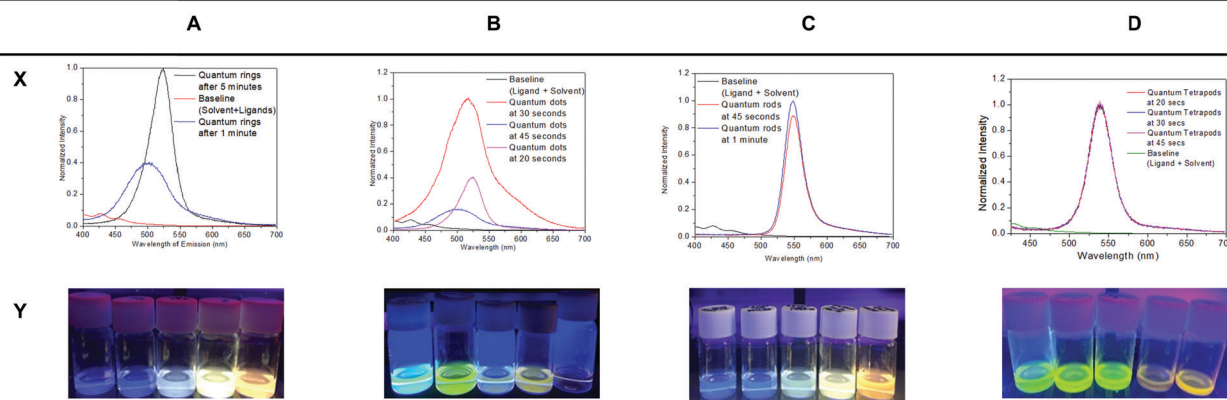 A B C D
X
Quantum rings
after 5 minutes
Baseline
(Solvent+Ligands)
Quantum rings
after 1 minute
Normalized Intensity
1.0
0.8
0.6
0.4
0.2
0.0
400 450 500 550 600 650 700
Wavelength of Emission (nm)
Baseline
(Ligand + Solvent)
Quantum dots
at 30 seconds
Quantum dots
at 45 seconds
Quantum dots
at 20 seconds
Normalized Intensity
1.2
1.0
0.8
0.6
0.4
0.2
0.0
400 450 500 550 600 650 700
Wavelength (nm)
Baseline
(Ligand + Solvent)
Quantum rods
at 45 seconds
Quantum rods
at 1 minute
Normalized Intensity
1.2
1.0
0.8
0.6
0.4
0.2
0.0
400 450 500 550 600 650 700
Wavelength (nm)
Quantum Tetrapods
at 20 secs
Quantum Tetrapods
at 30 secs
Quantum Tetrapods
at 45 secs
Baseline
(Ligand + Solvent)
Normalized Intensity
1.2
1.0
0.8
0.6
0.4
0.2
0.0
450 500 550 600 650 700
Wavelength (nm)
Y